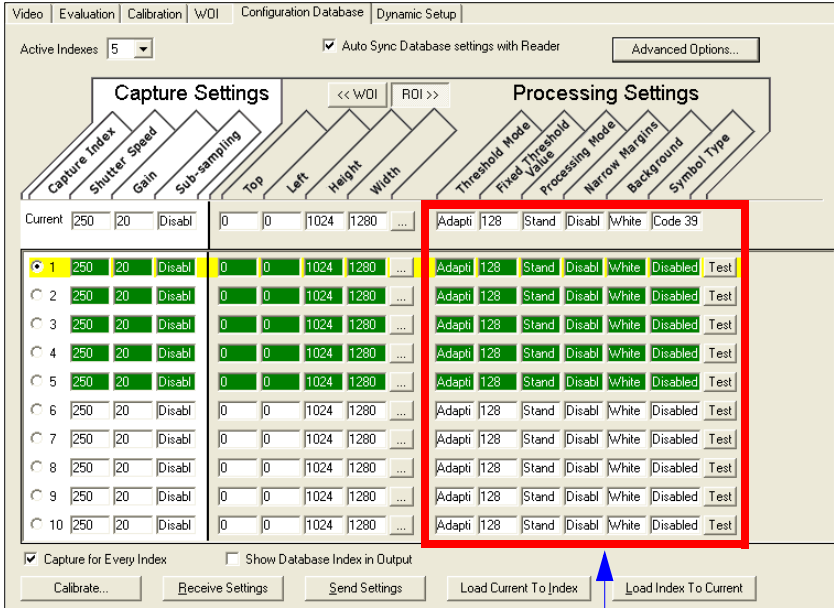 Video Evaluation Calibration WOI Configuration Database Dynamic Setup
Active Indexes 5 Auto Sync Database settings with Reader Advanced Options...
Capture Settings << WOI ROI >> Processing Settings
Capture Index Shutter Speed Gain Sub-sampling Top Left Height Width Threshold Mode Fixed Threshold Value Processing Mode Narrow Margins Background Symbol Type
Current 250 20 Disabl 0 0 1024 1280 ... Adapti 128 Stand Disabl White Code 39
1 250 20 Disabl 0 0 1024 1280 ... Adapti 128 Stand Disabl White Disabled Test
2 250 20 Disabl 0 0 1024 1280 ... Adapti 128 Stand Disabl White Disabled Test
3 250 20 Disabl 0 0 1024 1280 ... Adapti 128 Stand Disabl White Disabled Test
4 250 20 Disabl 0 0 1024 1280 ... Adapti 128 Stand Disabl White Disabled Test
5 250 20 Disabl 0 0 1024 1280 ... Adapti 128 Stand Disabl White Disabled Test
6 250 20 Disabl 0 0 1024 1280 ... Adapti 128 Stand Disabl White Disabled Test
7 250 20 Disabl 0 0 1024 1280 ... Adapti 128 Stand Disabl White Disabled Test
8 250 20 Disabl 0 0 1024 1280 ... Adapti 128 Stand Disabl White Disabled Test
9 250 20 Disabl 0 0 1024 1280 ... Adapti 128 Stand Disabl White Disabled Test
10 250 20 Disabl 0 0 1024 1280 ... Adapti 128 Stand Disabl White Disabled Test
Capture for Every Index Show Database Index in Output
Calibrate... Receive Settings Send Settings Load Current To Index Load Index To Current